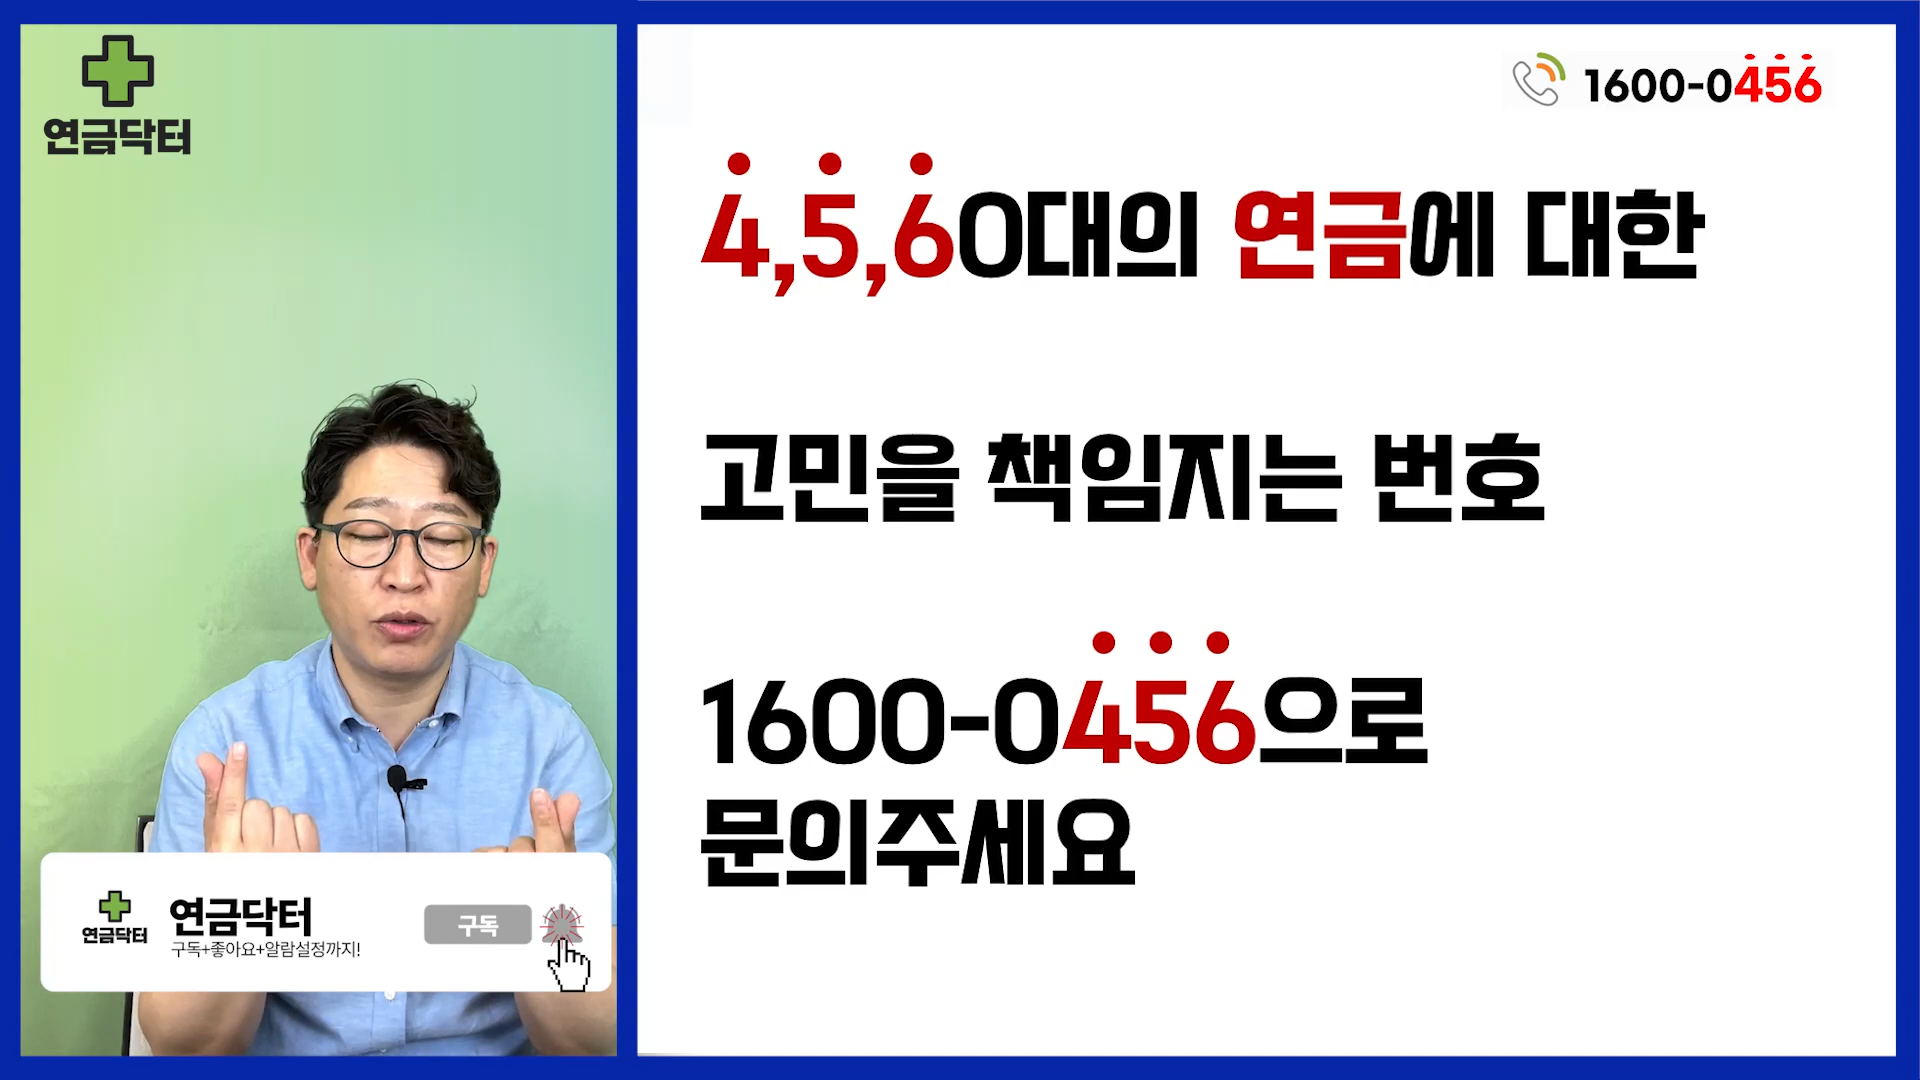 연금닥터
1600-0456
4,5,60대의 연금에 대한
고민을 책임지는 번호
1600-0456으로
문의주세요
연금닥터
연금닥터
구독+좋아요+알람설정까지!
구독